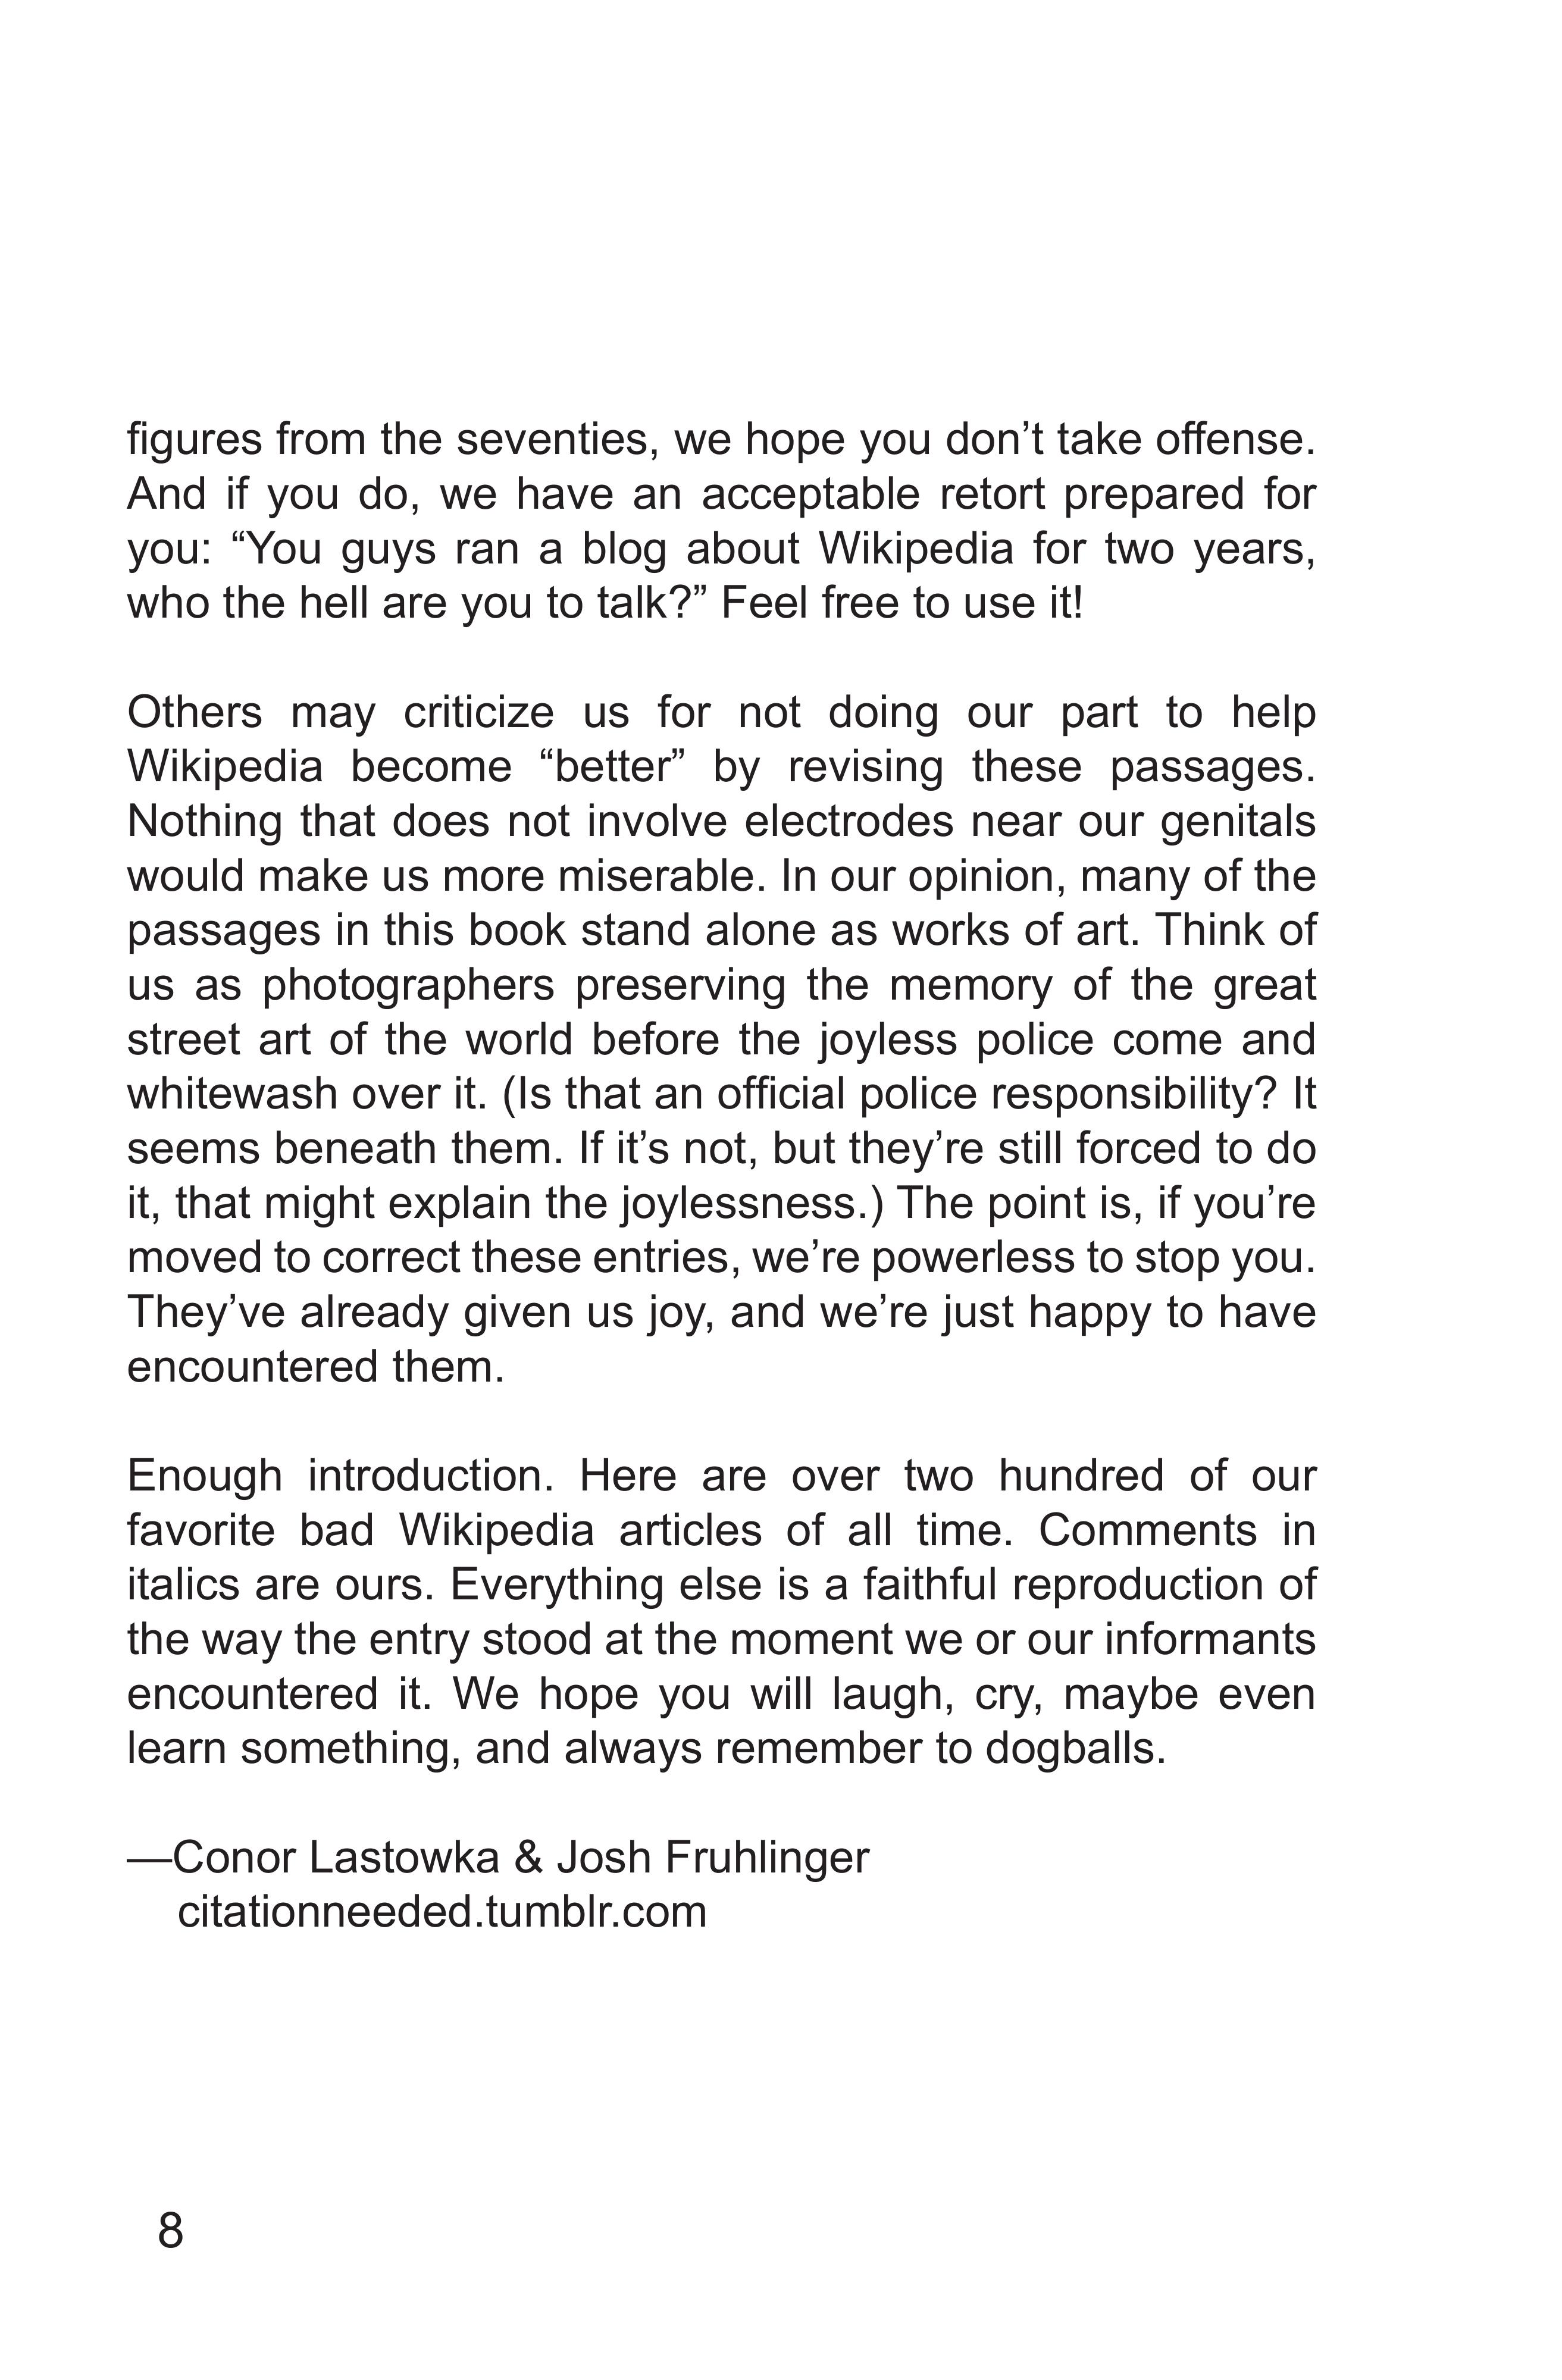 figures from the seventies, we hope you don’t take offense.
And if you do, we have an acceptable retort prepared for
you: “You guys ran a blog about Wikipedia for two years,
who the hell are you to talk?” Feel free to use it!
Others may criticize us for not doing our part to help
Wikipedia become “better” by revising these passages.
Nothing that does not involve electrodes near our genitals
would make us more miserable. In our opinion, many of the
passages in this book stand alone as works of art. Think of
us as photographers preserving the memory of the great
street art of the world before the joyless police come and
whitewash over it. (Is that an official police responsibility? It
seems beneath them. If it’s not, but they’re still forced to do
it, that might explain the joylessness.) The point is, if you’re
moved to correct these entries, we’re powerless to stop you.
They’ve already given us joy, and we’re just happy to have
encountered them.
Enough introduction. Here are over two hundred of our
favorite bad Wikipedia articles of all time. Comments in
italics are ours. Everything else is a faithful reproduction of
the way the entry stood at the moment we or our informants
encountered it. We hope you will laugh, cry, maybe even
learn something, and always remember to dogballs.
—Conor Lastowka & Josh Fruhlinger
citationneeded.tumblr.com
8